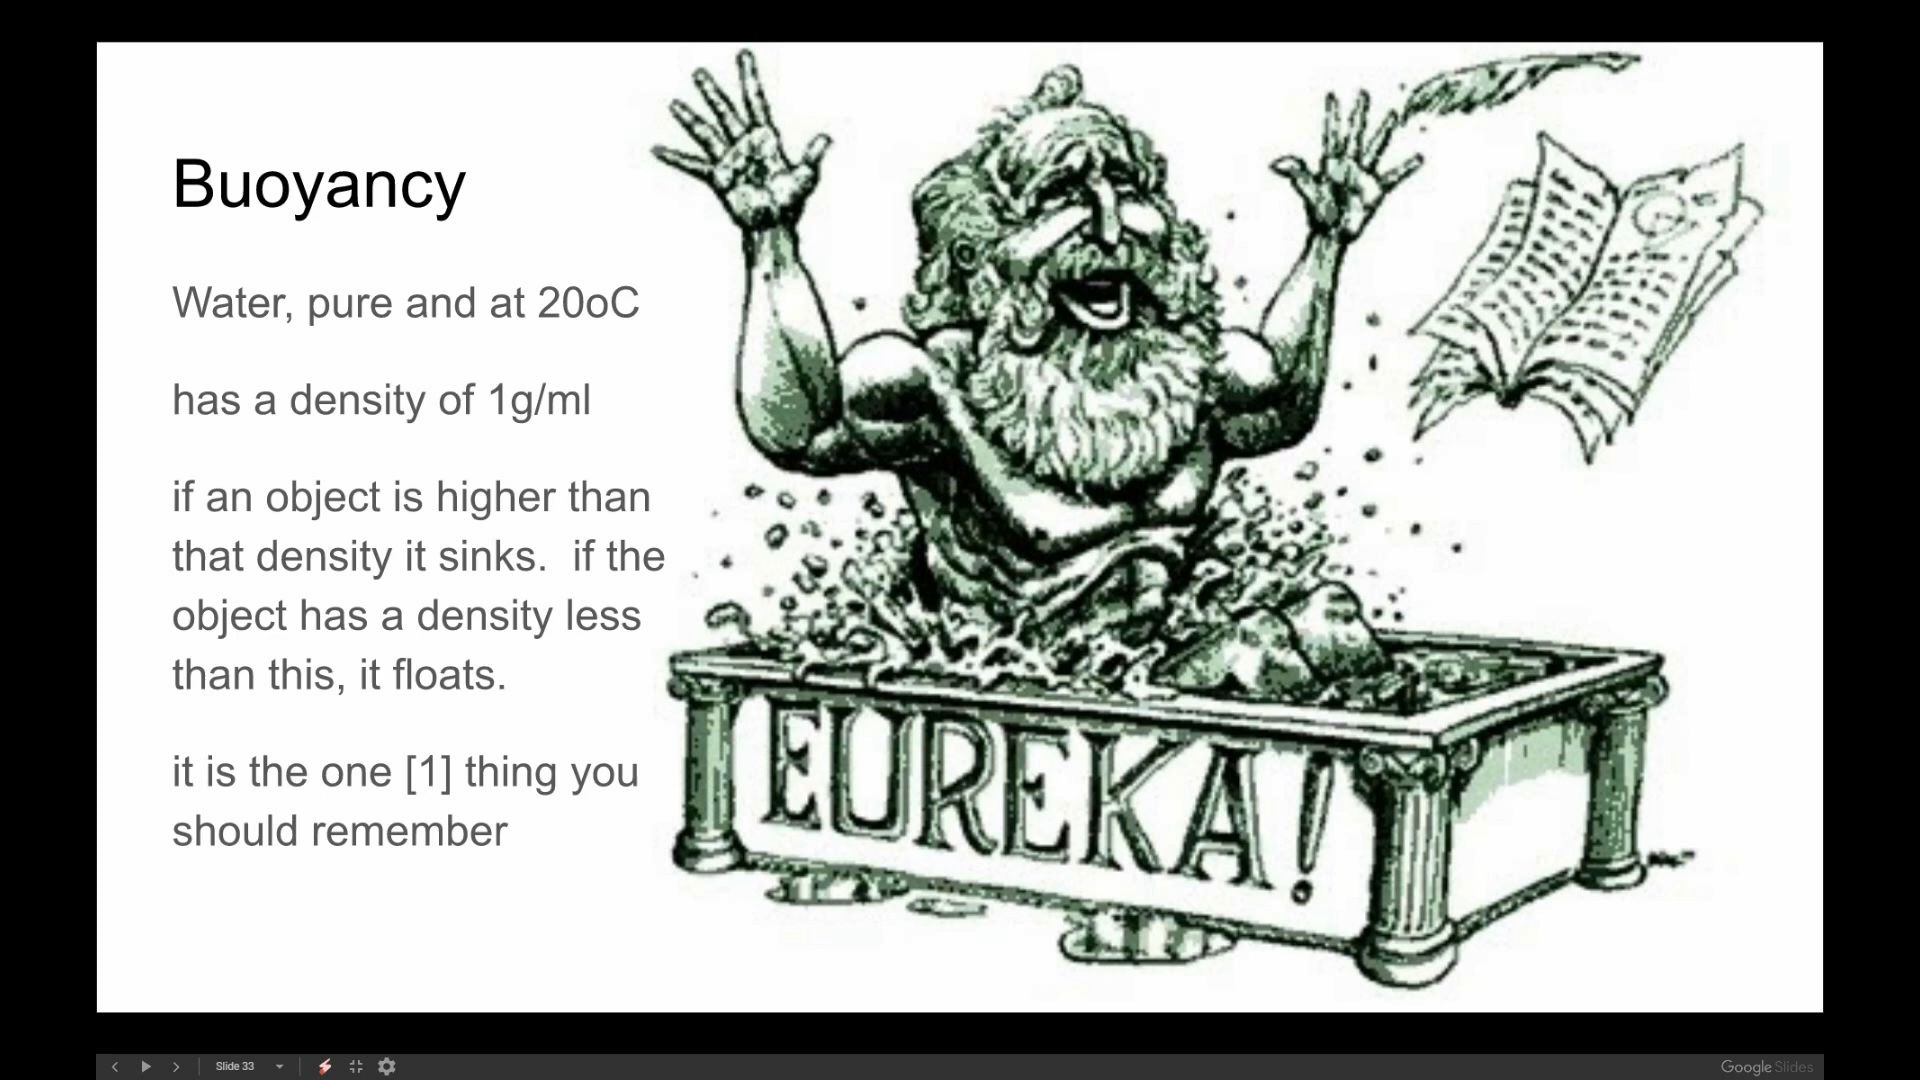 Buoyancy
Water, pure and at 20oC
has a density of 1g/ml
if an object is higher than
that density it sinks.  if the
object has a density less
than this, it floats.
it is the one [1] thing you
should remember
EUREKA!
Slide 33
Google Slides